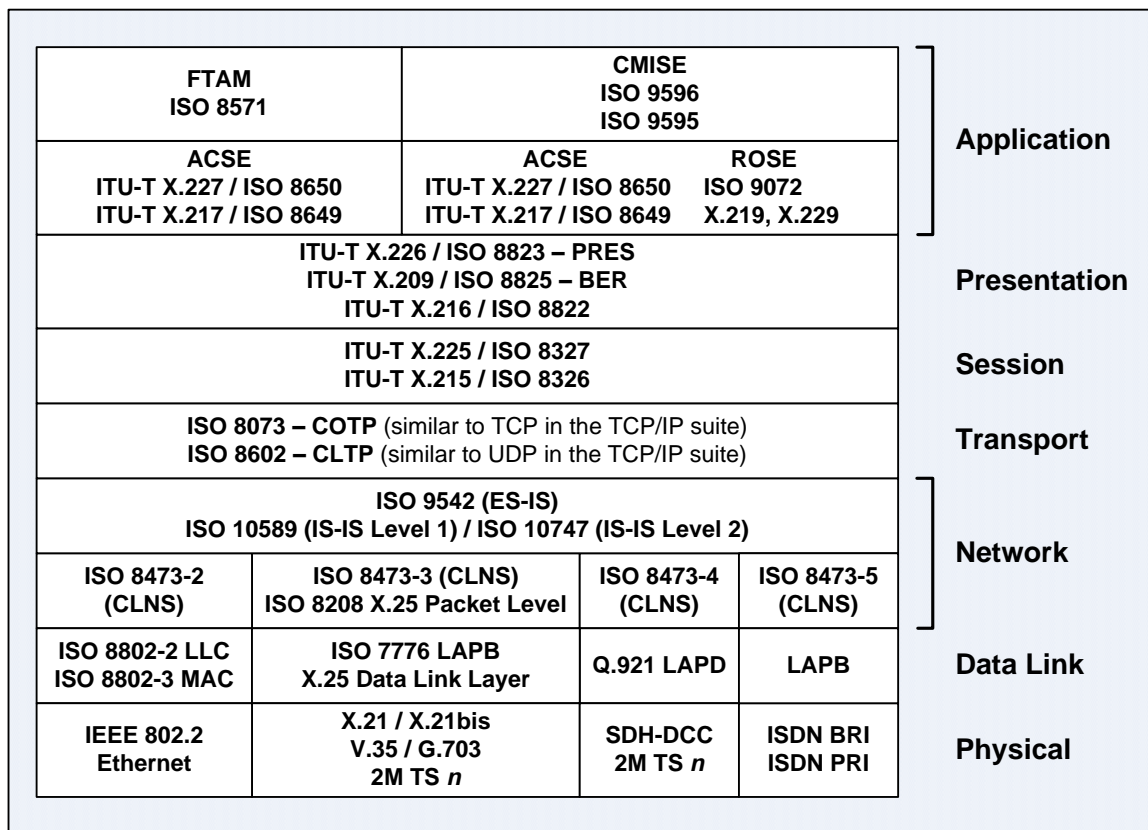 FTAM
ISO 8571
CMISE
ISO 9596
ISO 9595
Application
ACSE
ITU-T X.227 / ISO 8650
ITU-T X.217 / ISO 8649
ACSE
ITU-T X.227 / ISO 8650
ITU-T X.217 / ISO 8649
ROSE
ISO 9072
X.219, X.229
ITU-T X.226 / ISO 8823 – PRES
ITU-T X.209 / ISO 8825 – BER
ITU-T X.216 / ISO 8822
Presentation
ITU-T X.225 / ISO 8327
ITU-T X.215 / ISO 8326
Session
ISO 8073 – COTP (similar to TCP in the TCP/IP suite)
ISO 8602 – CLTP (similar to UDP in the TCP/IP suite)
Transport
ISO 9542 (ES-IS)
ISO 10589 (IS-IS Level 1) / ISO 10747 (IS-IS Level 2)
Network
ISO 8473-2
(CLNS)
ISO 8473-3 (CLNS)
ISO 8208 X.25 Packet Level
ISO 8473-4
(CLNS)
ISO 8473-5
(CLNS)
ISO 8802-2 LLC
ISO 8802-3 MAC
ISO 7776 LAPB
X.25 Data Link Layer
Q.921 LAPD
LAPB
Data Link
IEEE 802.2
Ethernet
X.21 / X.21bis
V.35 / G.703
2M TS n
SDH-DCC
2M TS n
ISDN BRI
ISDN PRI
Physical